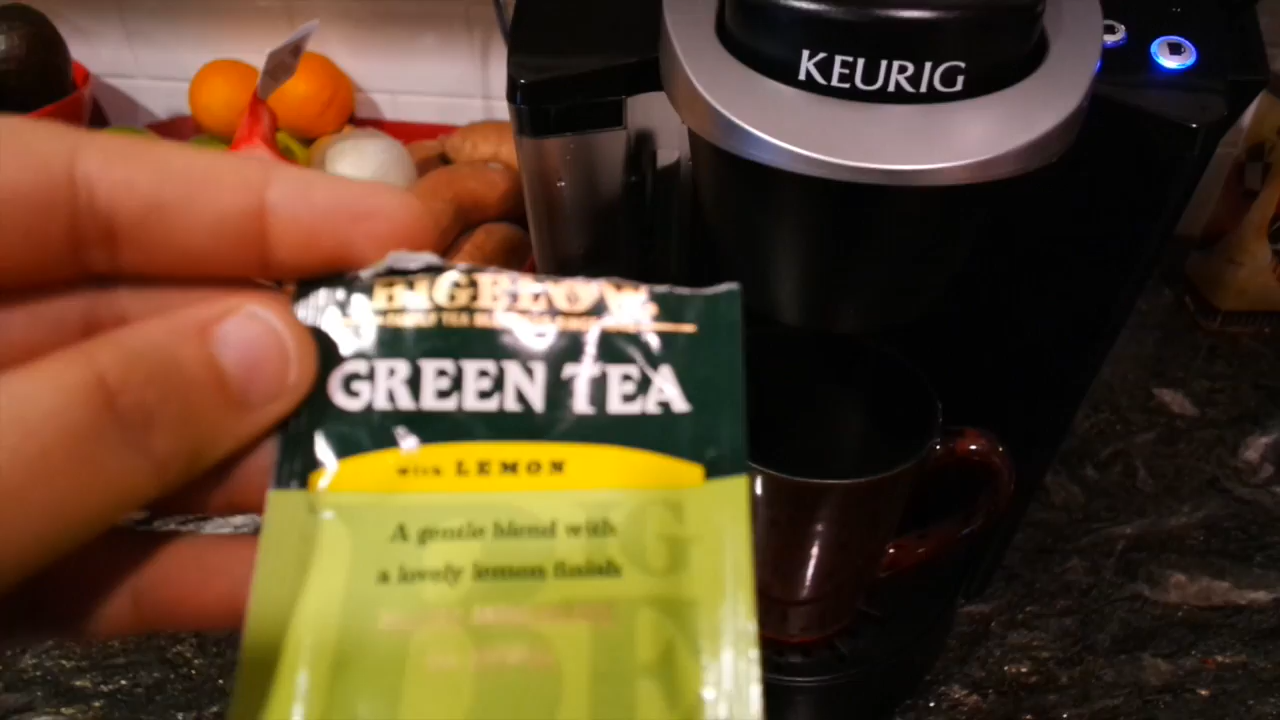 KEURIG
BIGELOW
GREEN TEA
with LEMON
A gentle blend with
a lovely lemon finish